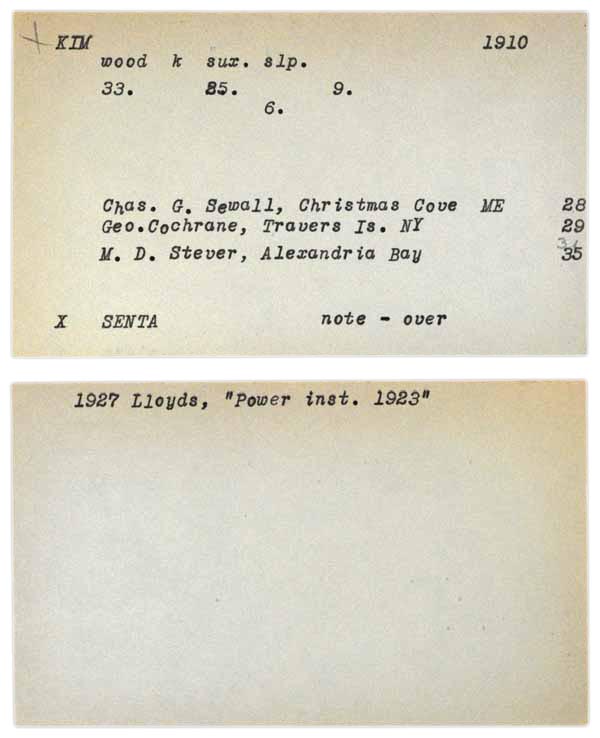 KIM 1910
wood k sux. slp.
33. 25. 9.
6.
Chas. G. Sewall, Christmas Cove ME 28
Geo.Cochrane, Travers Is. NY 29
M. D. Stever, Alexandria Bay 35
X SENTA note - over
1927 Lloyds, "Power inst. 1923"